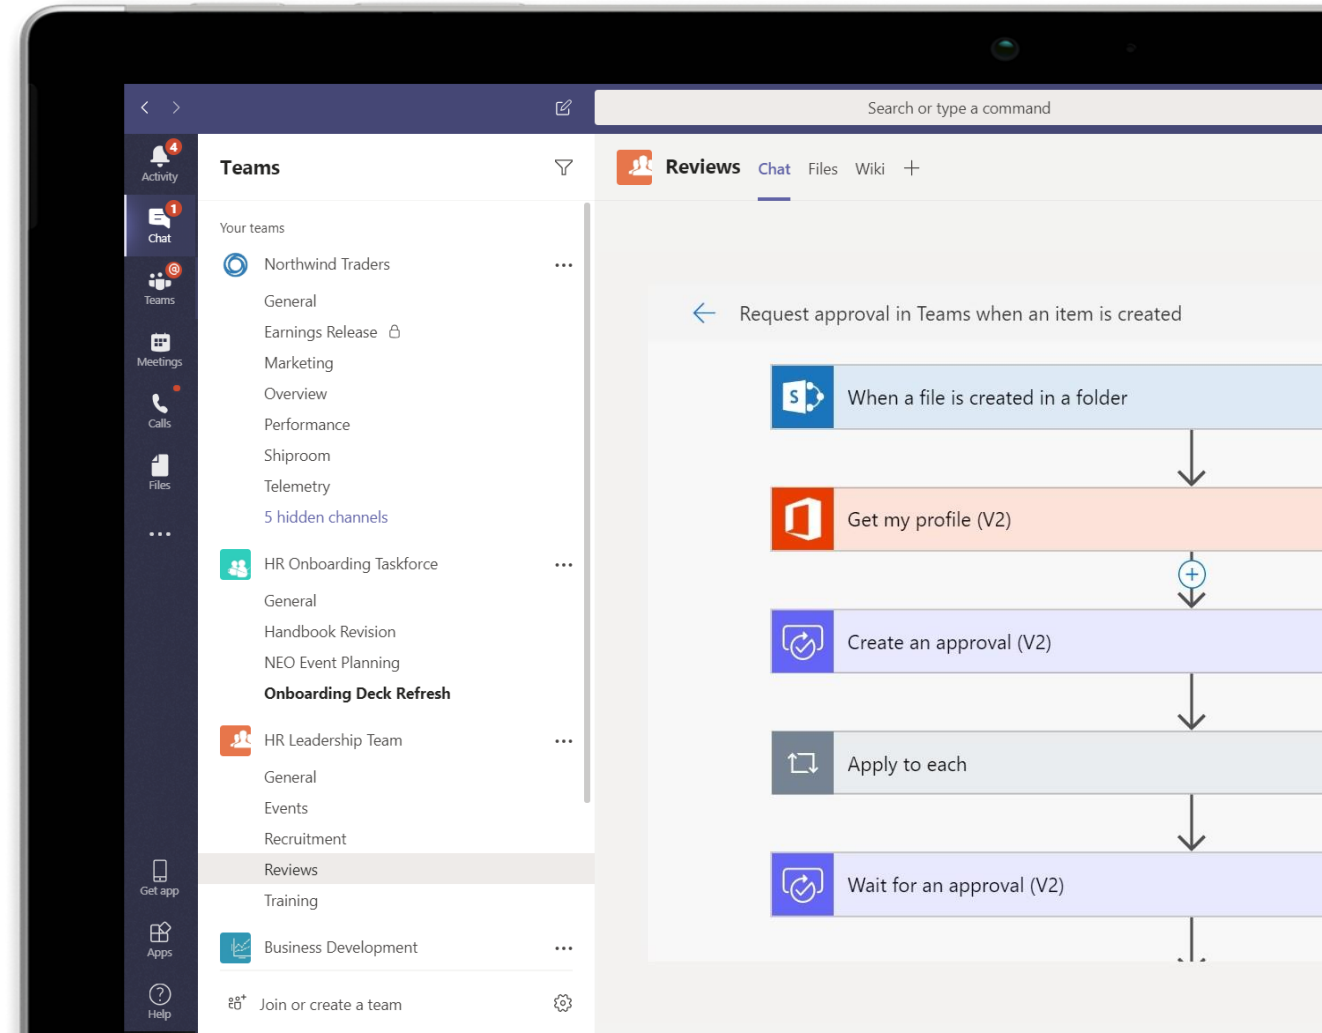 Search or type a command
4
Activity
1
Chat
@
Teams
Meetings
Calls
Files
Get app
Apps
Help
Teams
Your teams
Northwind Traders
General
Earnings Release
Marketing
Overview
Performance
Shiproom
Telemetry
5 hidden channels
HR Onboarding Taskforce
General
Handbook Revision
NEO Event Planning
Onboarding Deck Refresh
HR Leadership Team
General
Events
Recruitment
Reviews
Training
Business Development
Join or create a team
Reviews Chat Files Wiki
Request approval in Teams when an item is created
S
When a file is created in a folder
Get my profile (V2)
Create an approval (V2)
Apply to each
Wait for an approval (V2)